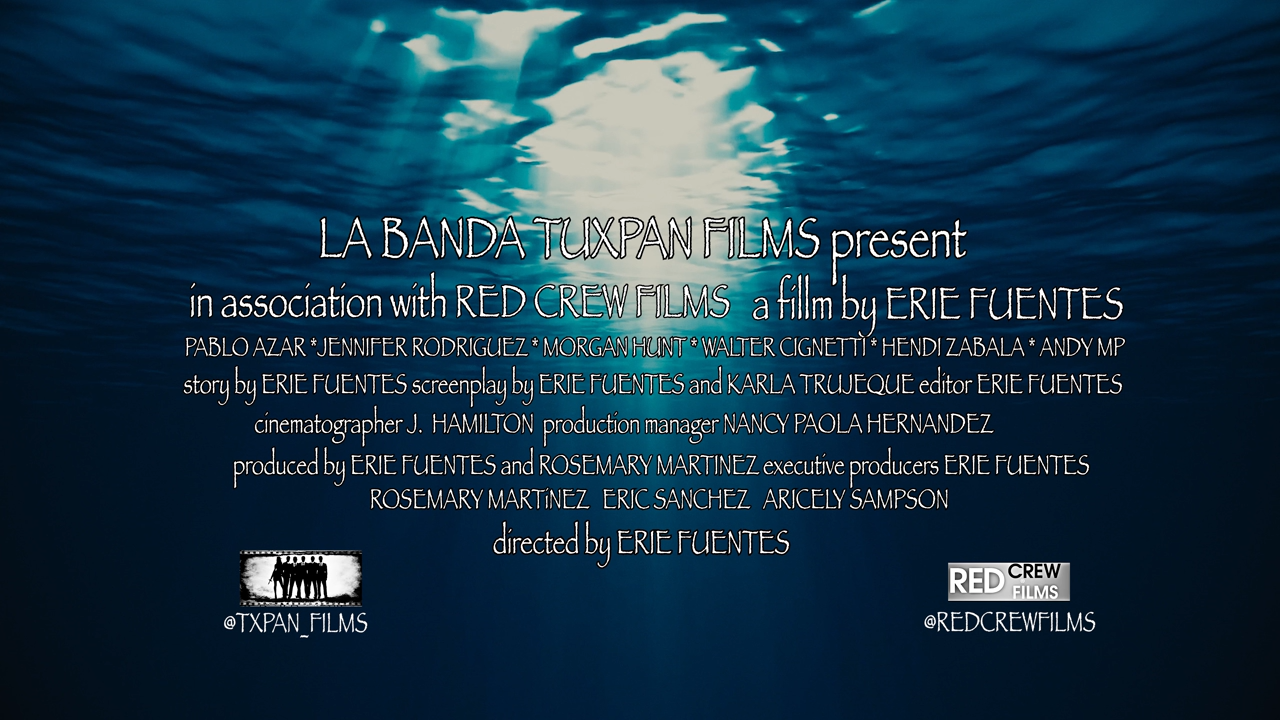 LA BANDA TUXPAN FILMS present
in association with RED CREW FILMS a fillm by ERIE FUENTES
PABLO AZAR *JENNIFER RODRIGUEZ * MORGAN HUNT * WALTER CIGNETTÌ * HENDI ZABALA * ANDY MP
story by ERIE FUENTES screenplay by ERIE FUENTES and KARLA TRUJEQUE editor ERIE FUENTES
cinematographer J. HAMILTON production manager NANCY PAOLA HERNANDEZ
produced by ERIE FUENTES and ROSEMARY MARTINEZ executive producers ERIE FUENTES
ROSEMARY MARTíNEZ ERIC SANCHEZ ARICELY SAMPSON
directed by ERIE FUENTES
@TXPAN_FILMS
RED CREW FILMS
@REDCREWFILMS